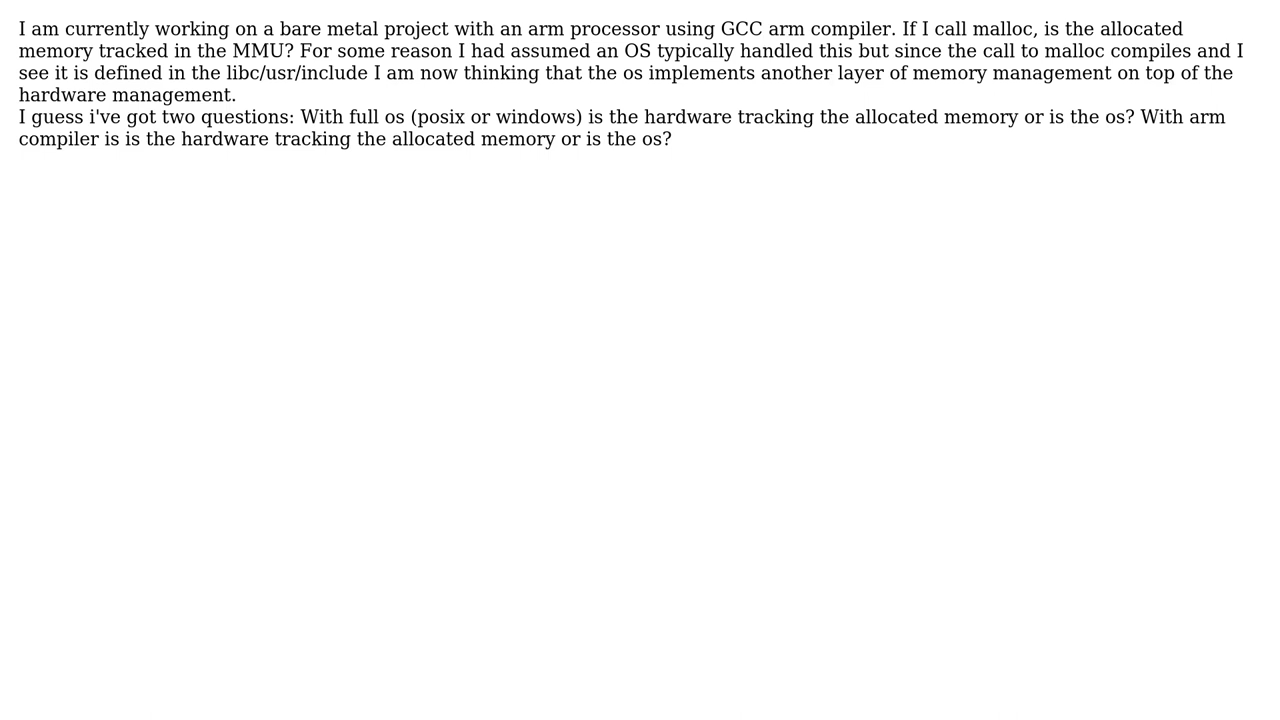 I am currently working on a bare metal project with an arm processor using GCC arm compiler. If I call malloc, is the allocated
memory tracked in the MMU? For some reason I had assumed an OS typically handled this but since the call to malloc compiles and I
see it is defined in the libc/usr/include I am now thinking that the os implements another layer of memory management on top of the
hardware management.
I guess i've got two questions: With full os (posix or windows) is the hardware tracking the allocated memory or is the os? With arm
compiler is is the hardware tracking the allocated memory or is the os?